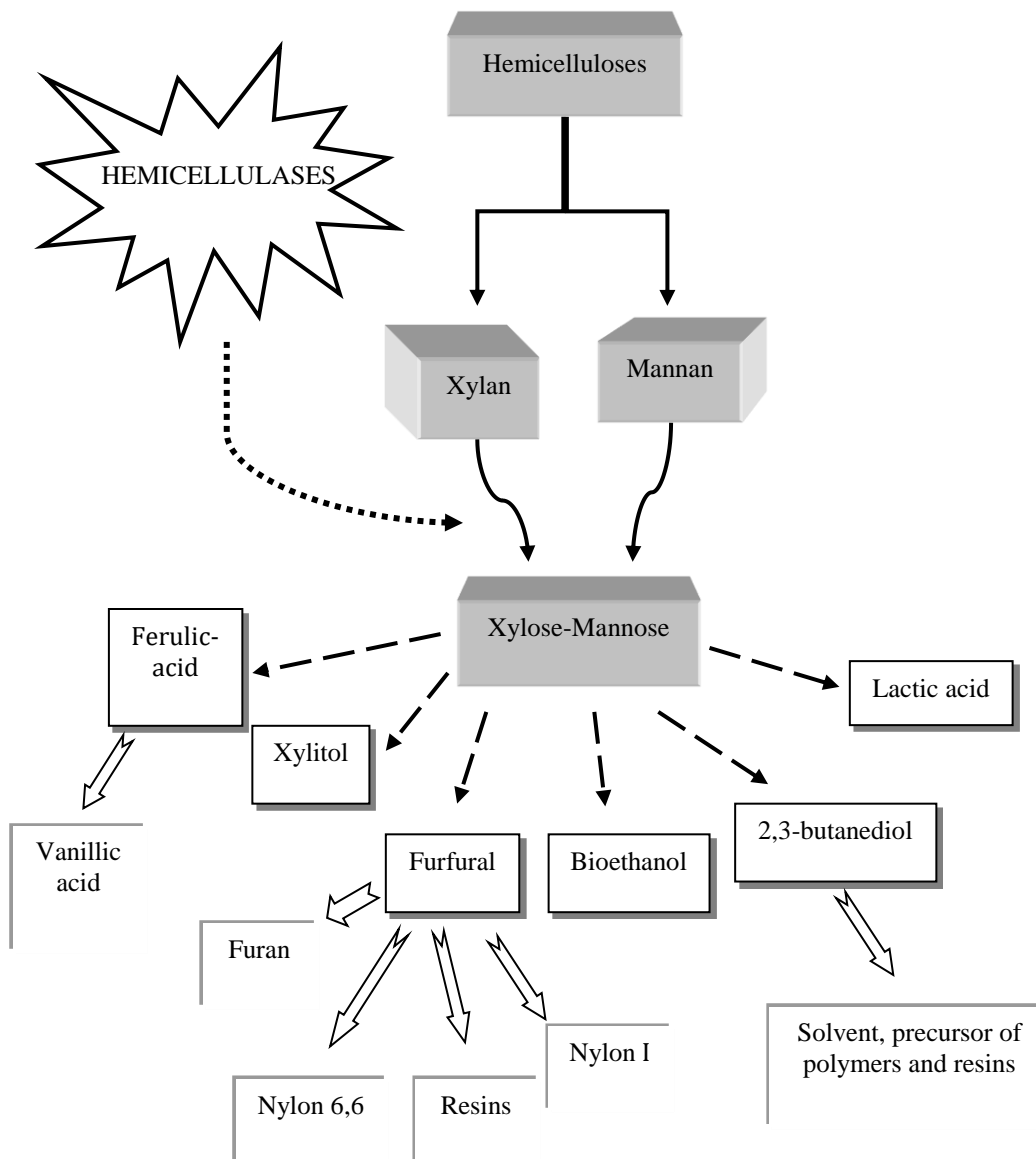 Hemicelluloses
HEMICELLULASES
Xylan
Mannan
Xylose-Mannose
Ferulic-
acid
Lactic acid
Xylitol
2,3-butanediol
Vanillic
acid
Furfural
Bioethanol
Furan
Solvent, precursor of
polymers and resins
Nylon I
Nylon 6,6
Resins